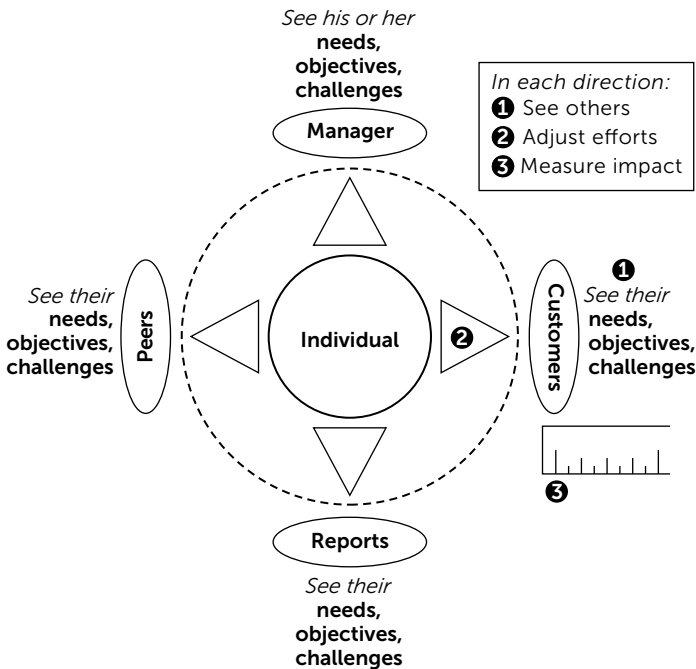 See his or her
needs,
objectives,
challenges
Manager
In each direction:
1 See others
2 Adjust efforts
3 Measure impact
See their
needs,
objectives,
challenges
Peers
Individual
2
Customers
1
See their
needs,
objectives,
challenges
3
Reports
See their
needs,
objectives,
challenges